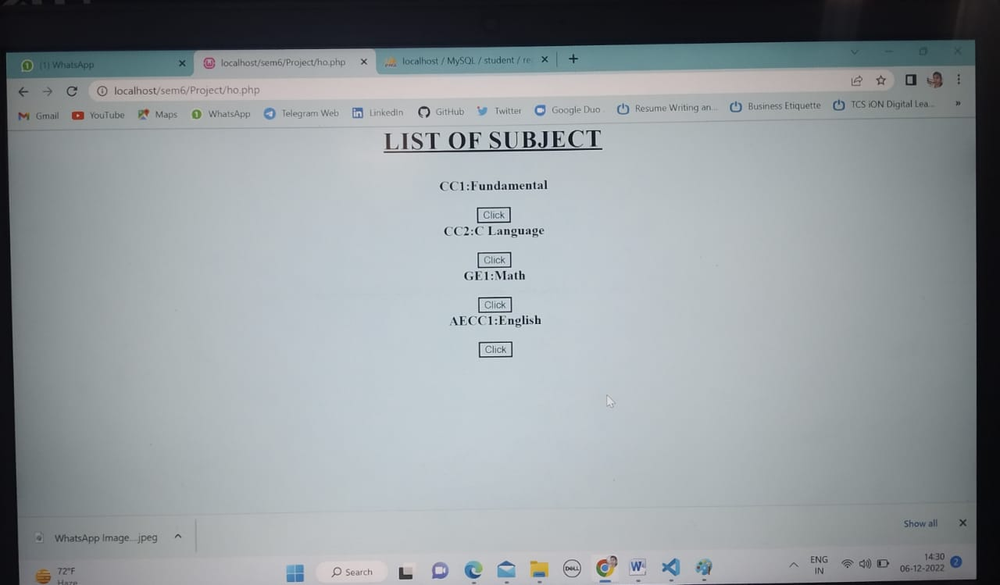 (1) WhatsApp
localhost/sem6/Project/ho.php
localhost / MySQL / student / re
localhost/sem6/Project/ho.php
Gmail YouTube Maps WhatsApp Telegram Web LinkedIn GitHub Twitter Google Duo Resume Writing an... Business Etiquette TCS iON Digital Lea... »
LIST OF SUBJECT
CC1:Fundamental
Click
CC2:C Language
Click
GE1:Math
Click
AECC1:English
Click
WhatsApp Image....jpeg
Show all
72°F
Haze
Search
DELL
W
ENG
IN
14:30
06-12-2022
2